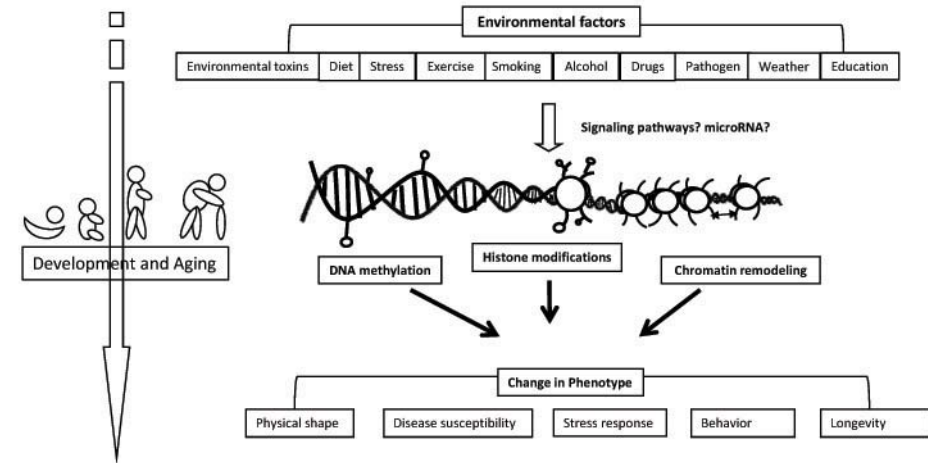 Environmental factors
Environmental toxins
Diet
Stress
Exercise
Smoking
Alcohol
Drugs
Pathogen
Weather
Education
Signaling pathways? microRNA?
Development and Aging
DNA methylation
Histone modifications
Chromatin remodeling
Change in Phenotype
Physical shape
Disease susceptibility
Stress response
Behavior
Longevity